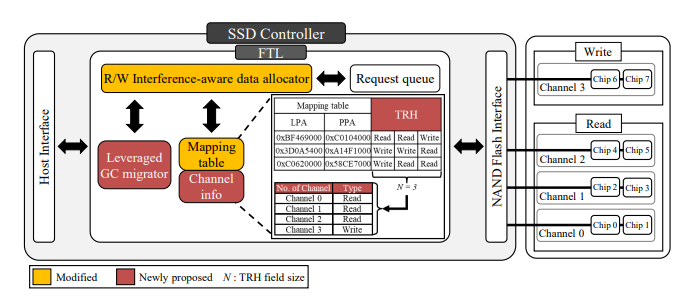 SSD Controller
FTL
Host Interface
R/W Interference-aware data allocator
Request queue
Leveraged
GC migrator
Mapping
table
Channel
info
Mapping table TRH
LPA PPA
0xBF469000 0xC0104000 Read Read Write
0x3D0A5400 0xA14F1000 Write Write Read
0xC0620000 0x58CE7000 Write Read Read
N = 3
No. of Channel Type
Channel 0 Read
Channel 1 Read
Channel 2 Read
Channel 3 Write
NAND Flash Interface
Write
Chip 6 Chip 7
Channel 3
Read
Chip 4 Chip 5
Channel 2
Chip 2 Chip 3
Channel 1
Chip 0 Chip 1
Channel 0
Modified Newly proposed N : TRH field size